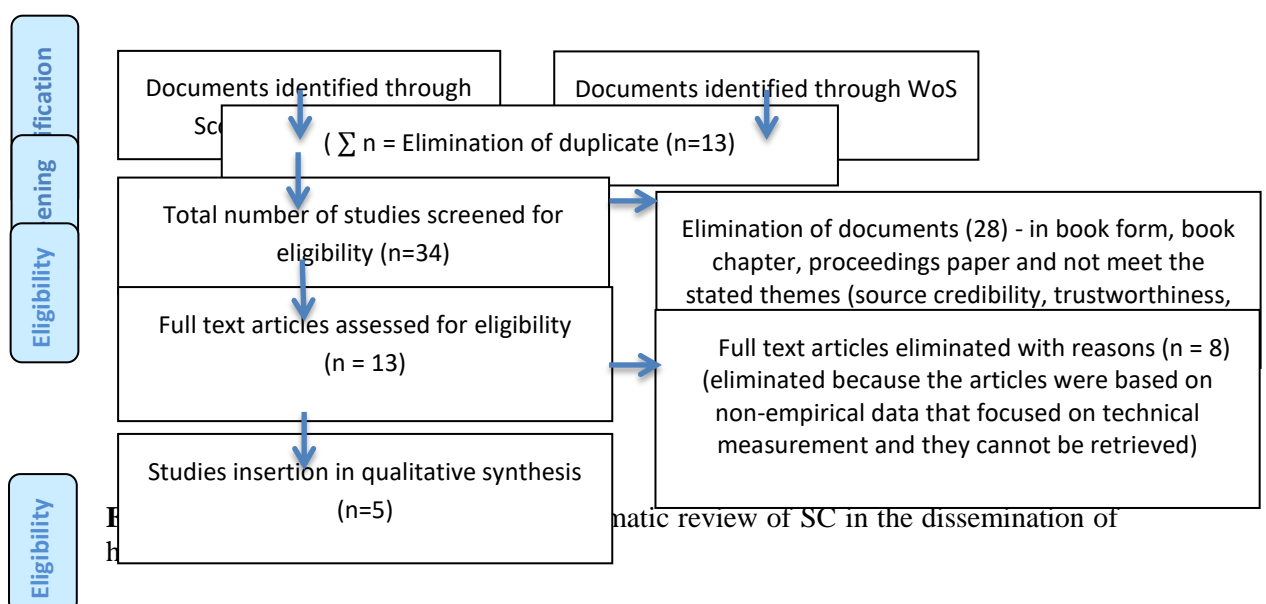 ification
Documents identified through
Sco
Documents identified through WoS
( ∑ n = Elimination of duplicate (n=13)
ening
Total number of studies screened for
eligibility (n=34)
Elimination of documents (28) - in book form, book
chapter, proceedings paper and not meet the
stated themes (source credibility, trustworthiness,
Eligibility
Full text articles assessed for eligibility
(n = 13)
Full text articles eliminated with reasons (n = 8)
(eliminated because the articles were based on
non-empirical data that focused on technical
measurement and they cannot be retrieved)
Eligibility
Studies insertion in qualitative synthesis
(n=5)
matic review of SC in the dissemination of